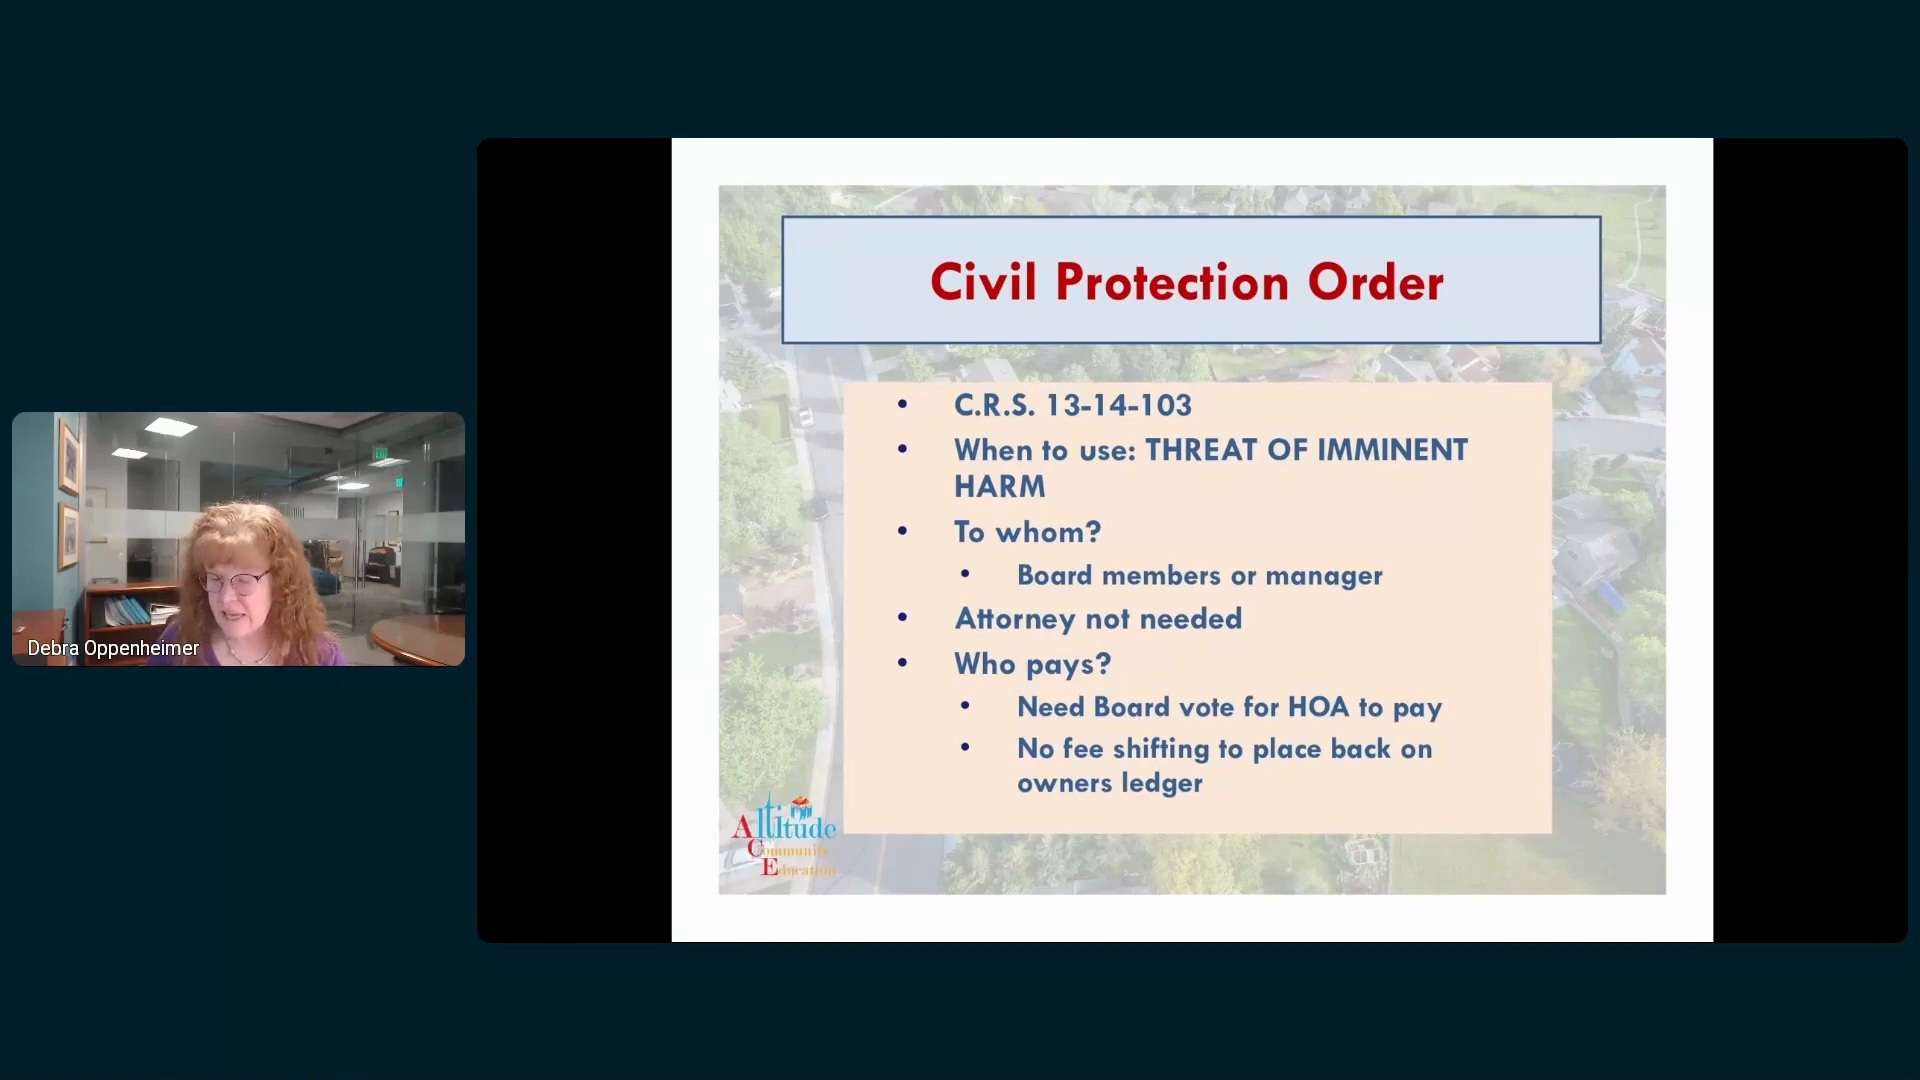 Civil Protection Order
• C.R.S. 13-14-103
• When to use: THREAT OF IMMINENT
HARM
• To whom?
• Board members or manager
• Attorney not needed
• Who pays?
• Need Board vote for HOA to pay
• No fee shifting to place back on
owners ledger
Altitude
Community
Education
Debra Oppenheimer